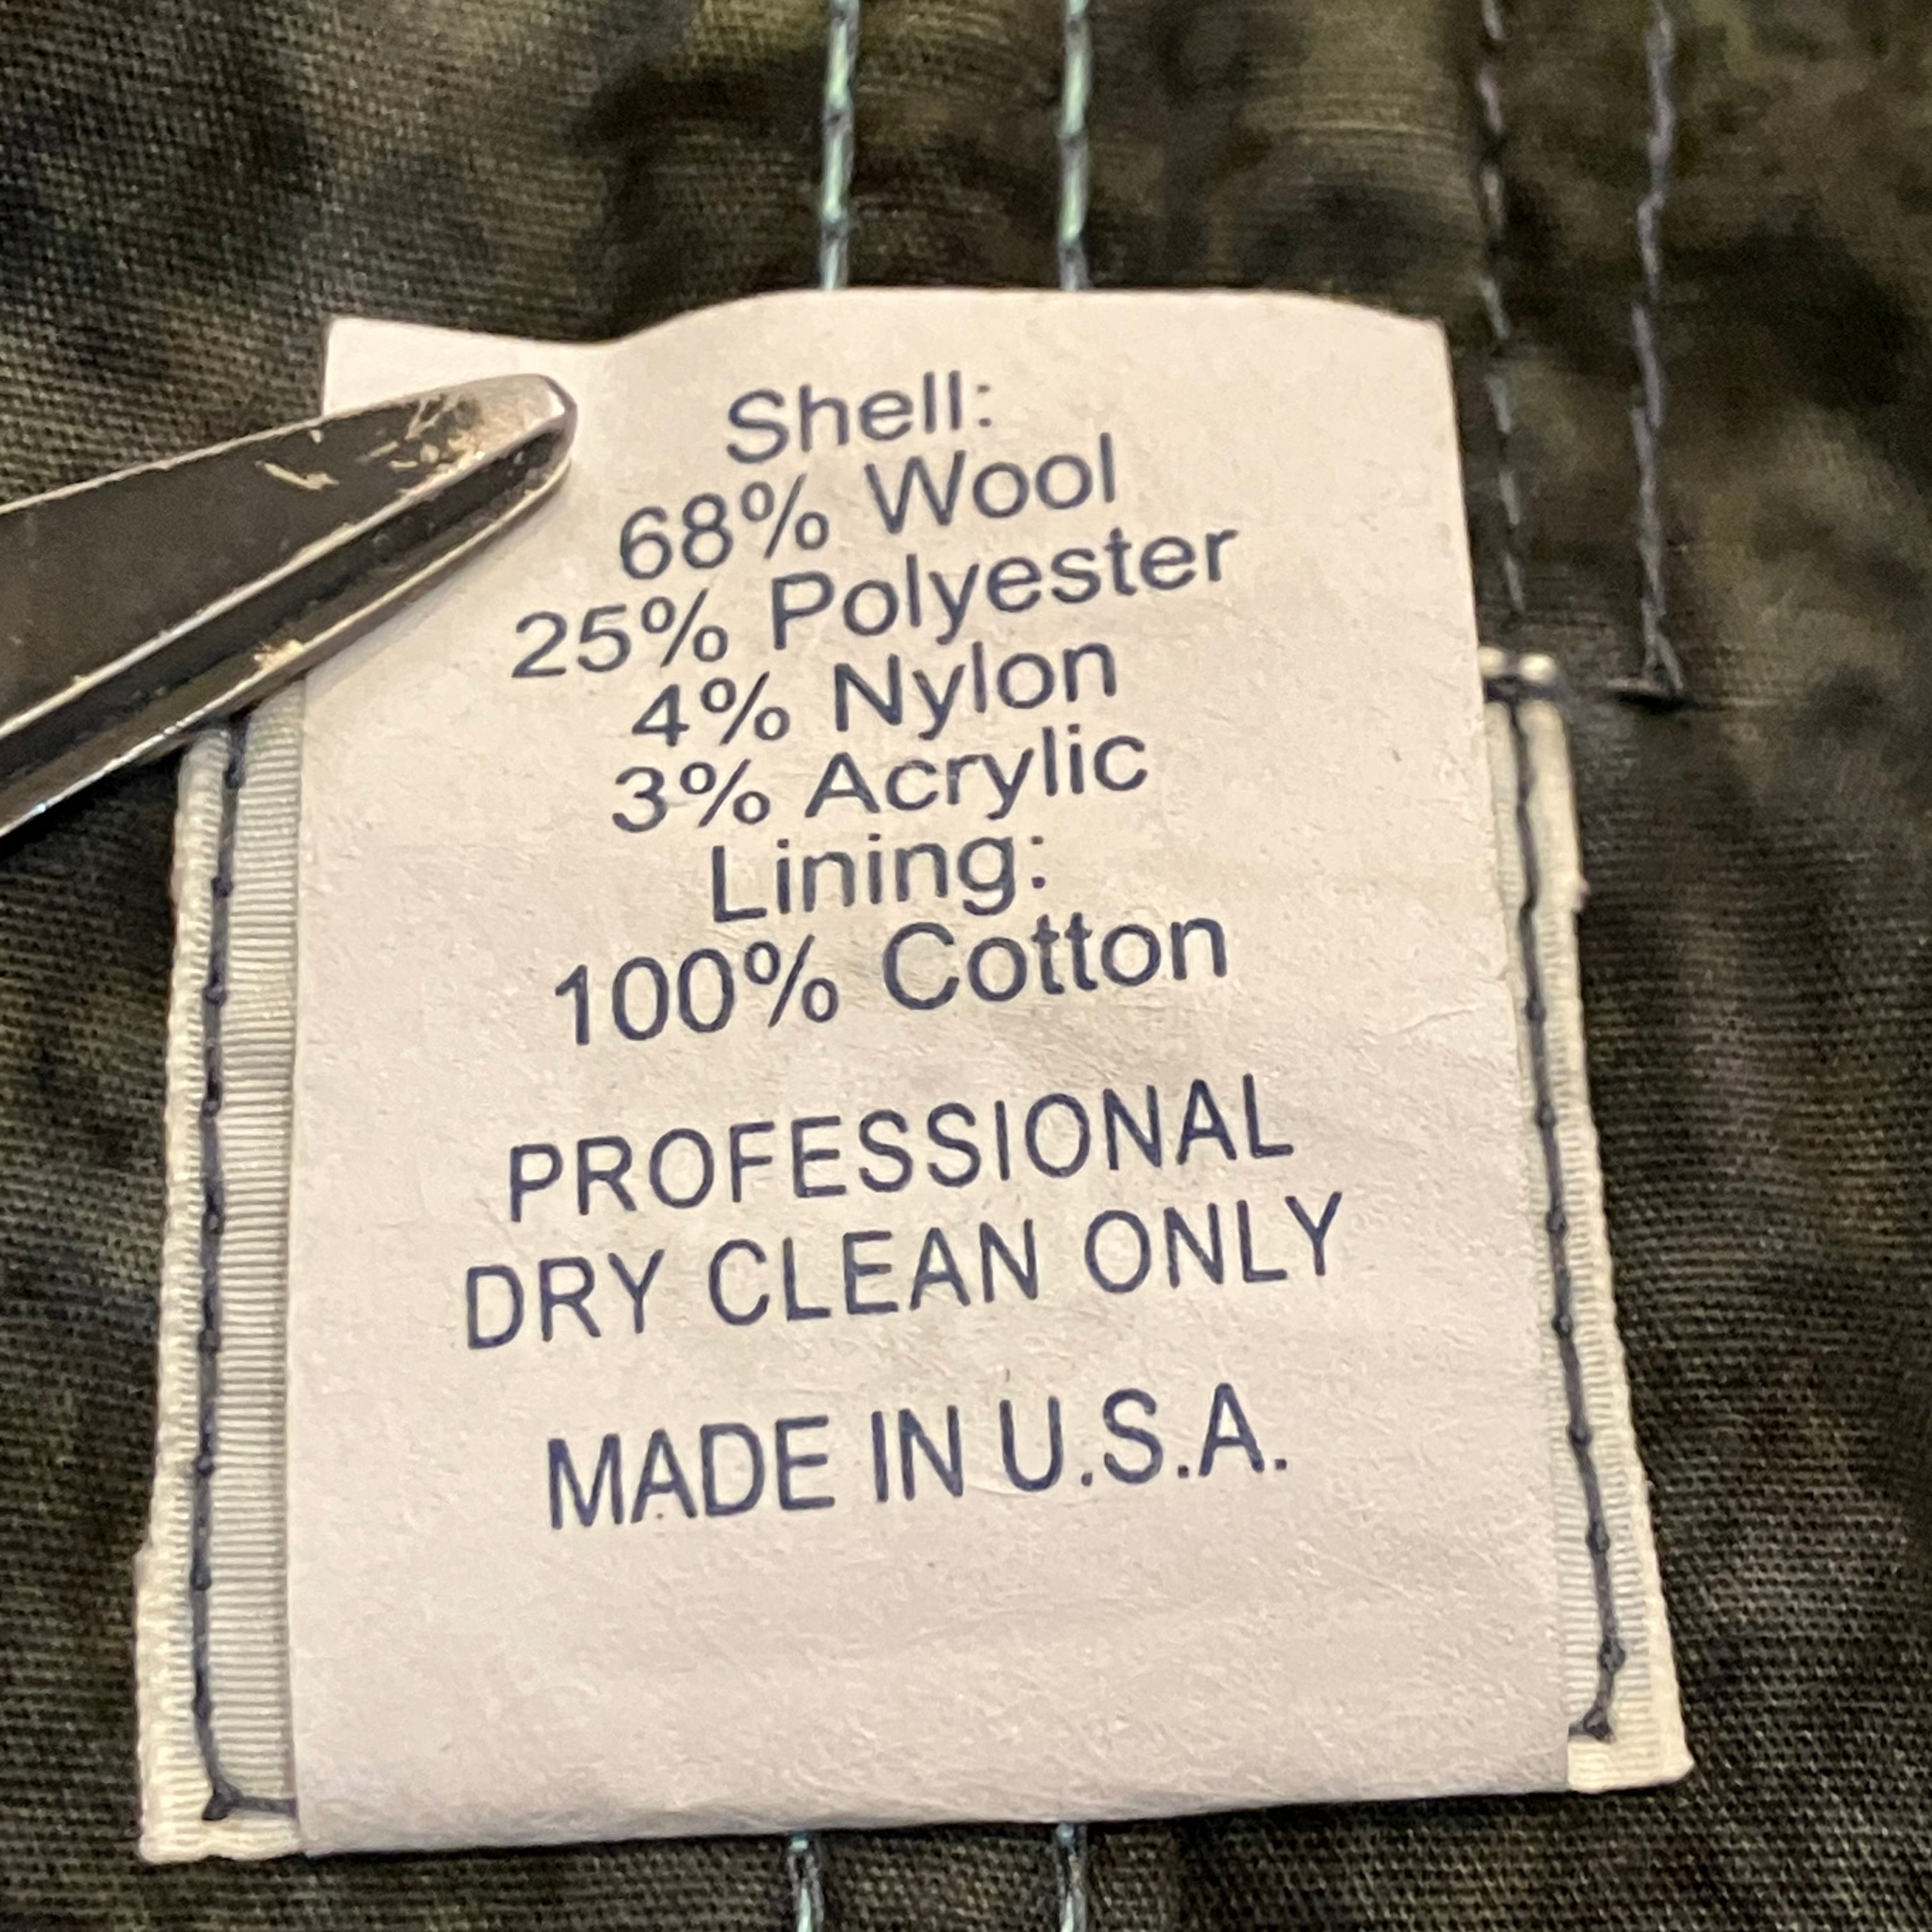 Shell:
68% Wool
25% Polyester
4% Nylon
3% Acrylic
Lining:
100% Cotton
PROFESSIONAL
DRY CLEAN ONLY
MADE IN U.S.A.